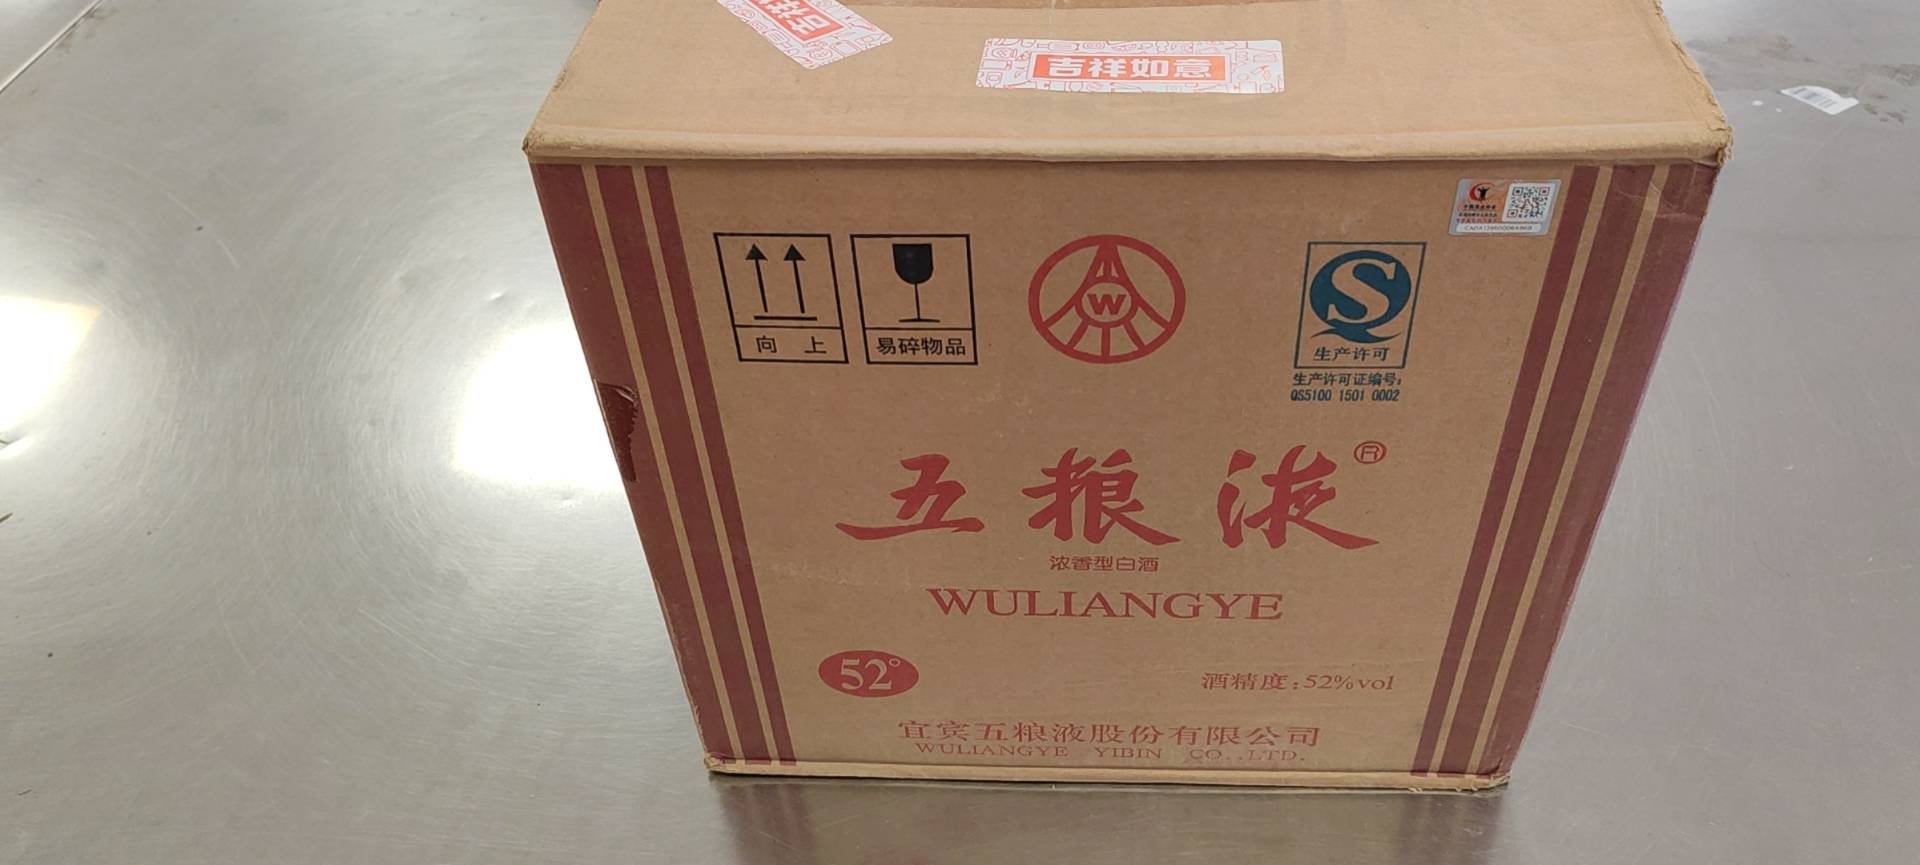 吉祥
吉祥如意
向 上
易碎物品
W
S
生产许可
生产许可证编号:
QS5100 1501 0002
五粮液®
浓香型白酒
WULIANGYE
52°
酒精度:52%vol
宜宾五粮液股份有限公司
WULIANGYE YIBIN CO.,LTD.